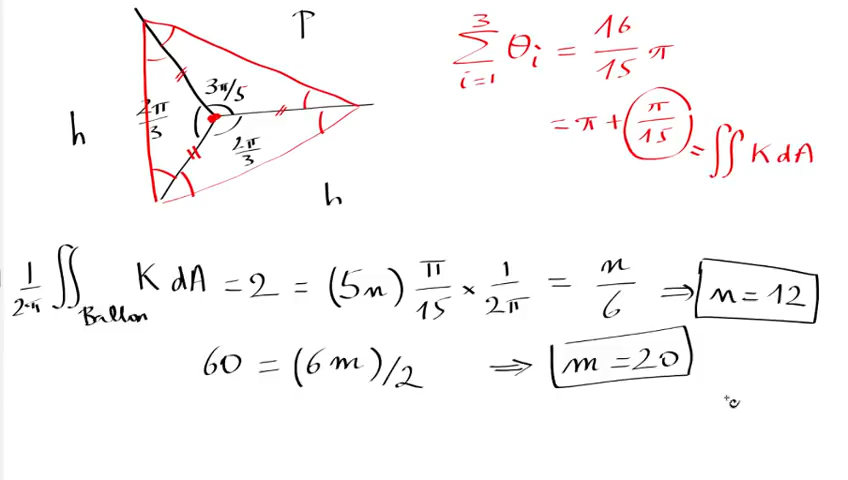 P
h
h
3π/5
2π/3
2π/3
∑_{i=1}^{3} θ_i = 16/15 π
= π + π/15 = ∬ K dA
1/2π ∬_{Ballon} K dA = 2 = (5n) π/15 × 1/2π = n/6 ⇒ n = 12
60 = (6m)/2 ⇒ m = 20